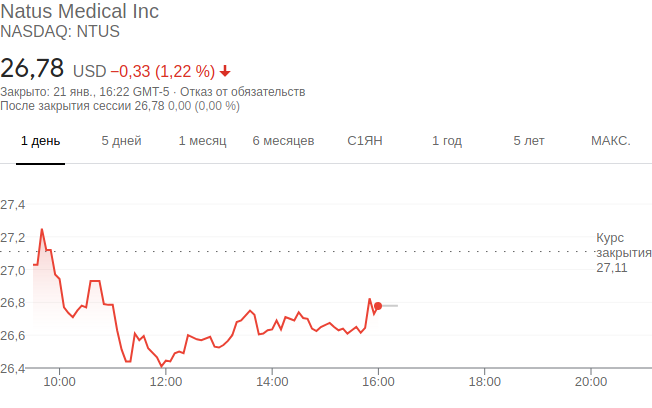 Natus Medical Inc
NASDAQ: NTUS
26,78 USD −0,33 (1,22 %)
Закрыто: 21 янв., 16:22 GMT-5 · Отказ от обязательств
После закрытия сессии 26,78 0,00 (0,00 %)
1 день 5 дней 1 месяц 6 месяцев С1ЯН 1 год 5 лет МАКС.
27,4
27,2
Курс
закрытия
27,11
27,0
26,8
26,6
26,4
10:00 12:00 14:00 16:00 18:00 20:00